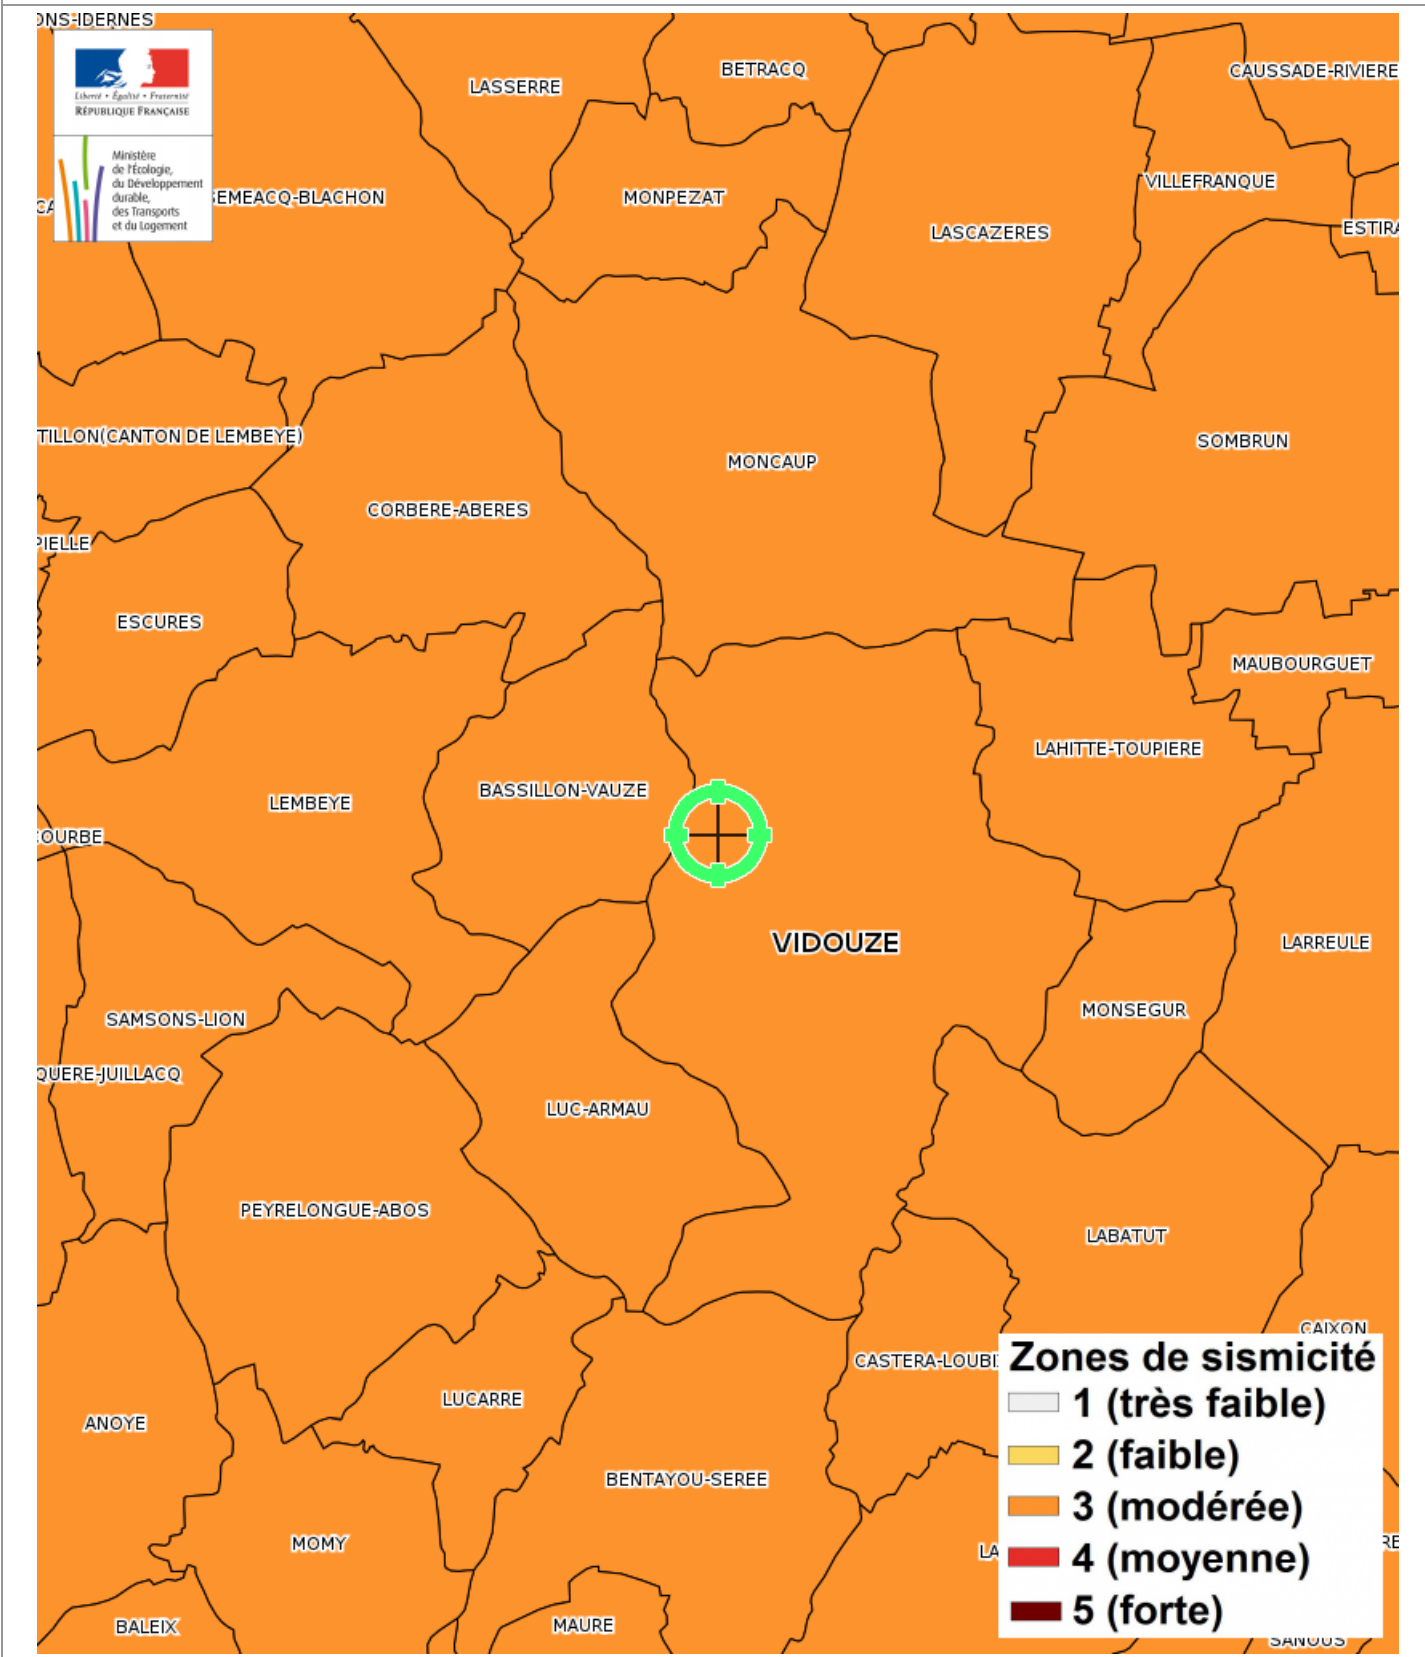 ONS-IDERNES
Liberté • Égalité • Fraternité
RÉPUBLIQUE FRANÇAISE
Ministère
de l'Écologie,
du Développement
durable,
des Transports
et du Logement
LASSERRE
BETRACQ
CAUSSADE-RIVIERE
CA
SEMEACQ-BLACHON
MONPEZAT
VILLEFRANQUE
LASCAZERES
ESTIRA
TILLON(CANTON DE LEMBEYE)
MONCAUP
SOMBRUN
CORBERE-ABERES
PIELLE
ESCURES
MAUBOURGUET
LAHITTE-TOUPIERE
BASSILLON-VAUZE
LEMBEYE
COURBE
VIDOUZE
LARREULE
SAMSONS-LION
MONSEGUR
QUERE-JUILLACQ
LUC-ARMAU
PEYRELONGUE-ABOS
LABATUT
CAIXON
CASTERA-LOUBI
LUCARRE
ANOYE
BENTAYOU-SEREE
MOMY
LA
RE
BALEIX
MAURE
SANOUS
Zones de sismicité
1 (très faible)
2 (faible)
3 (modérée)
4 (moyenne)
5 (forte)